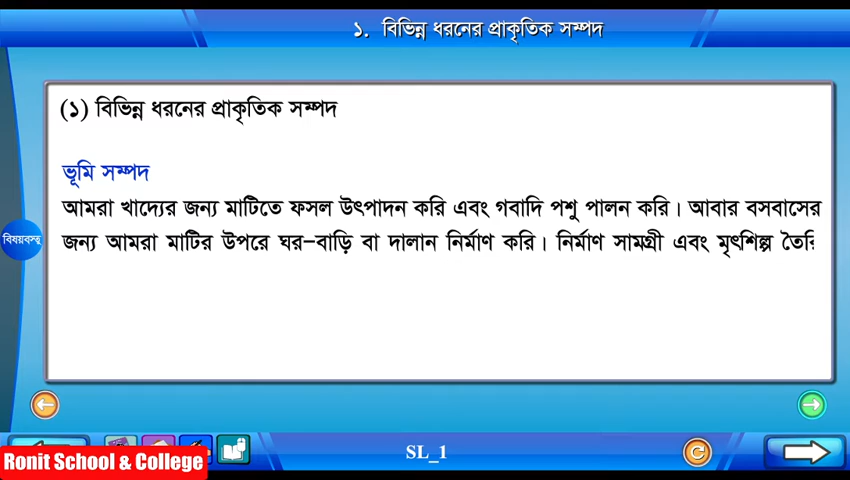 ১. বিভিন্ন ধরনের প্রাকৃতিক সম্পদ
(১) বিভিন্ন ধরনের প্রাকৃতিক সম্পদ
ভূমি সম্পদ
আমরা খাদ্যের জন্য মাটিতে ফসল উৎপাদন করি এবং গবাদি পশু পালন করি। আবার বসবাসের
জন্য আমরা মাটির উপরে ঘর-বাড়ি বা দালান নির্মাণ করি। নির্মাণ সামগ্রী এবং মৃৎশিল্প
বিষয়বস্তু
Ronit School & College
SL_1